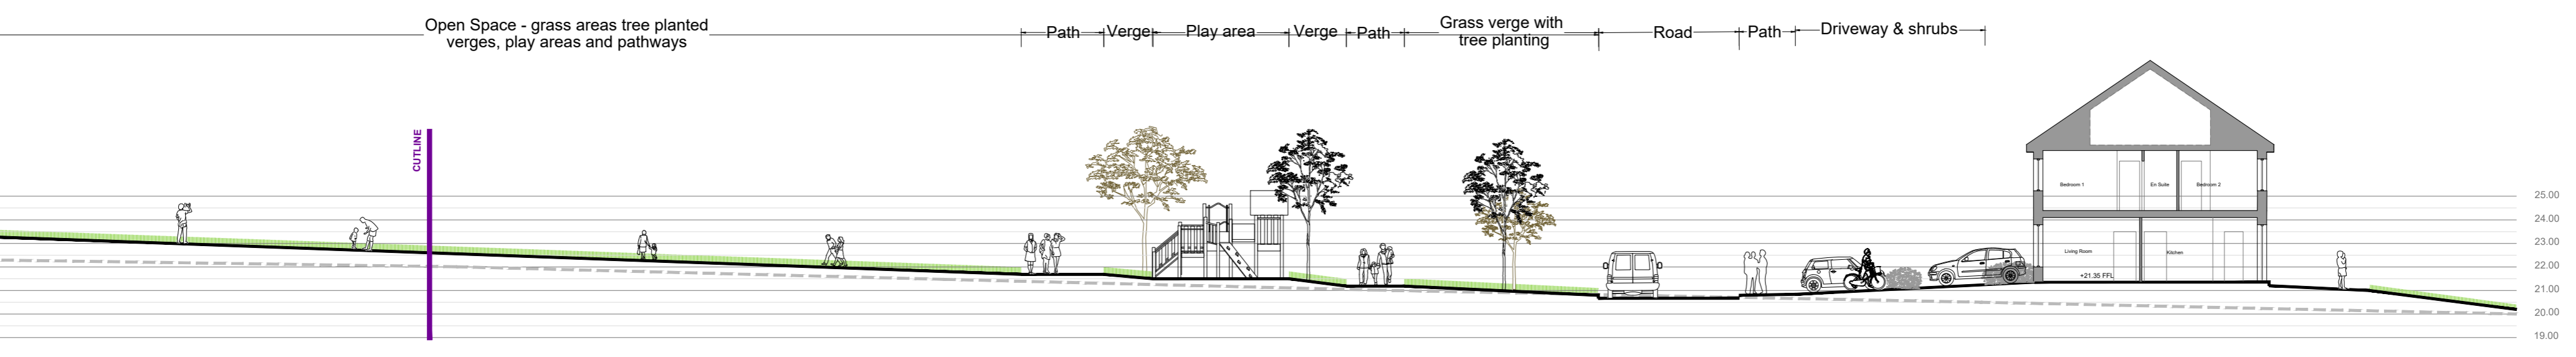 Open Space - grass areas tree planted
verges, play areas and pathways
Path
Verge
Play area
Verge
Path
Grass verge with
tree planting
Road
Path
Driveway & shrubs
CUTLINE
Bedroom 1
En Suite
Bedroom 2
Living Room
Kitchen
+21.35 FFL
25.00
24.00
23.00
22.00
21.00
20.00
19.00